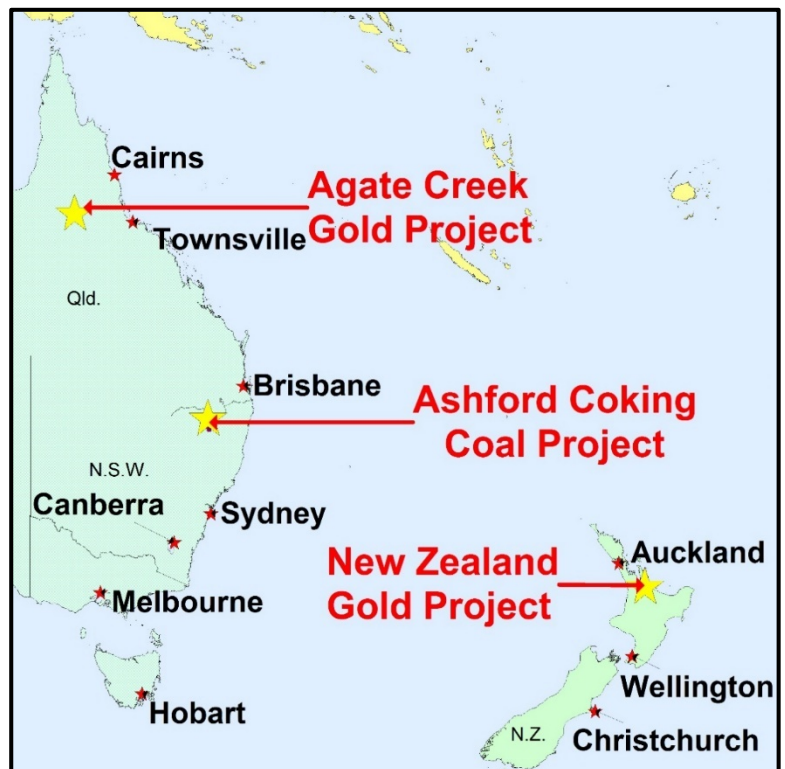 Cairns
Agate Creek
Gold Project
Townsville
Qld.
Brisbane
Ashford Coking
Coal Project
N.S.W.
Canberra
Sydney
New Zealand
Gold Project
Auckland
Melbourne
Wellington
Hobart
N.Z.
Christchurch